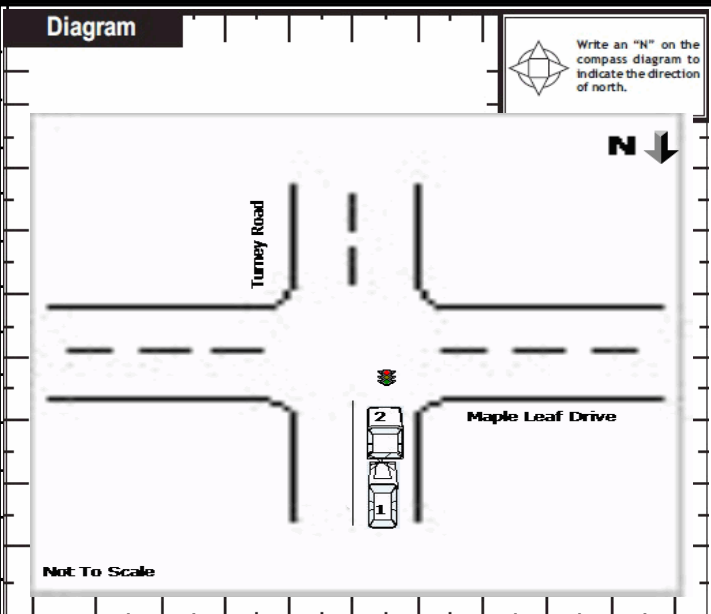 Diagram
Write an “N” on the
compass diagram to
indicate the direction
of north.
N
Turney Road
2
Maple Leaf Drive
1
Not To Scale